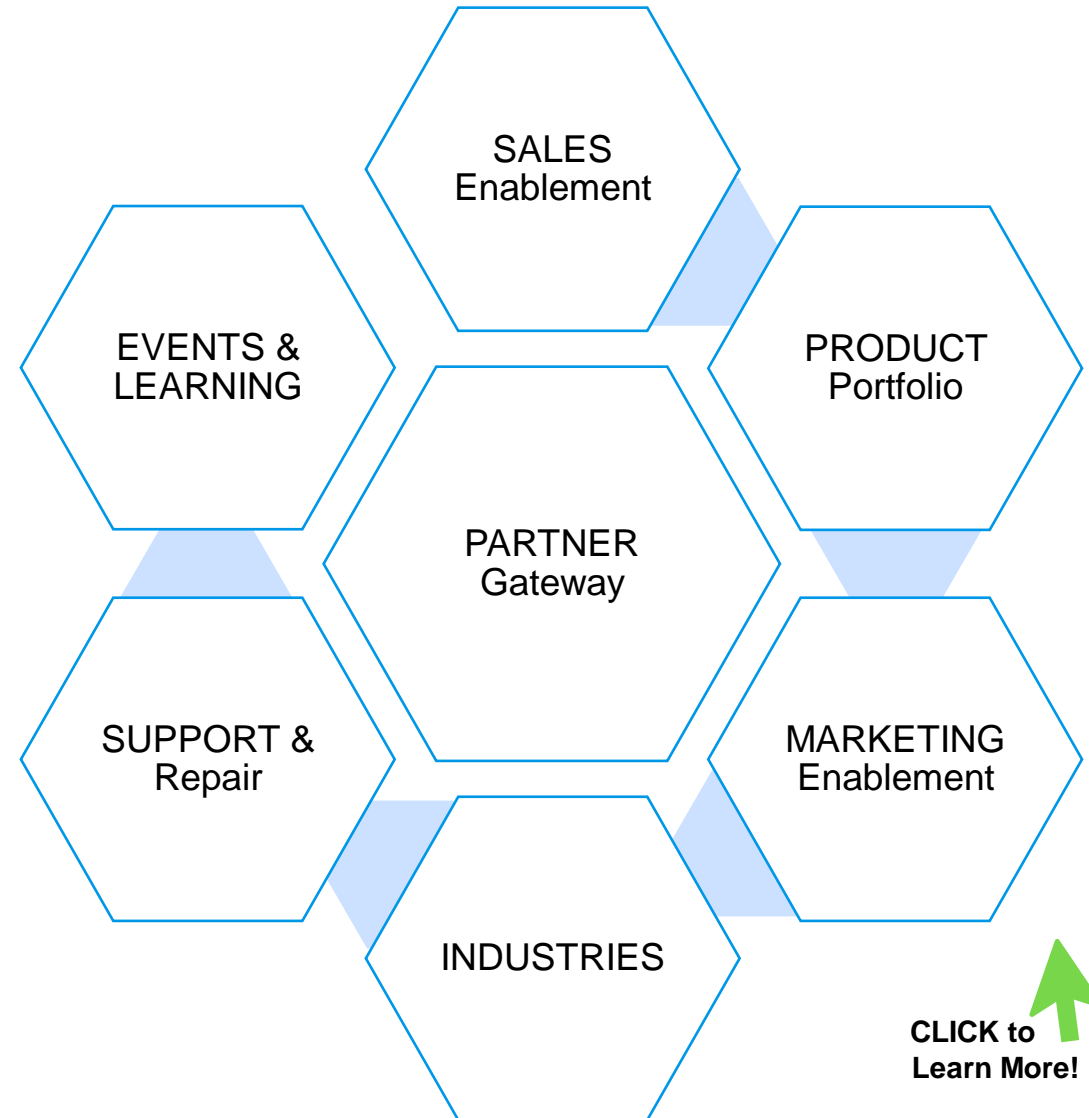 SALES
Enablement
EVENTS &
LEARNING
PRODUCT
Portfolio
PARTNER
Gateway
SUPPORT &
Repair
MARKETING
Enablement
INDUSTRIES
CLICK to
Learn More!